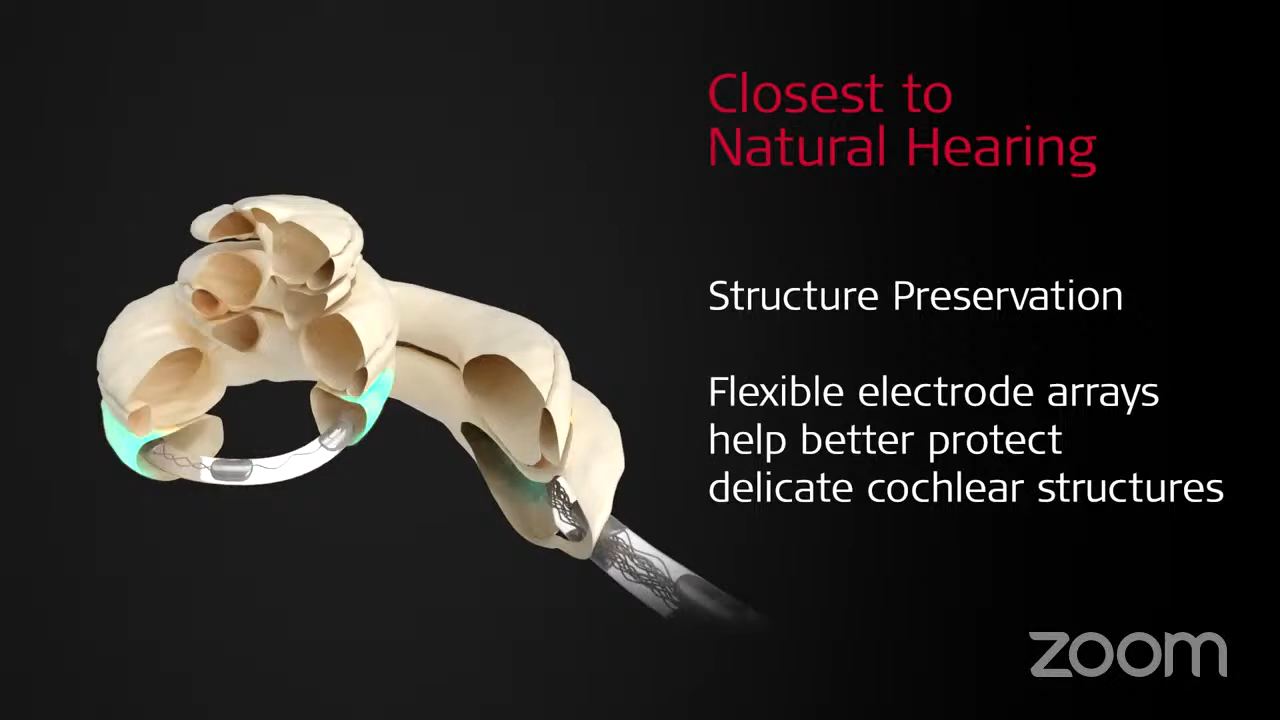 Closest to
Natural Hearing
Structure Preservation
Flexible electrode arrays
help better protect
delicate cochlear structures
zoom